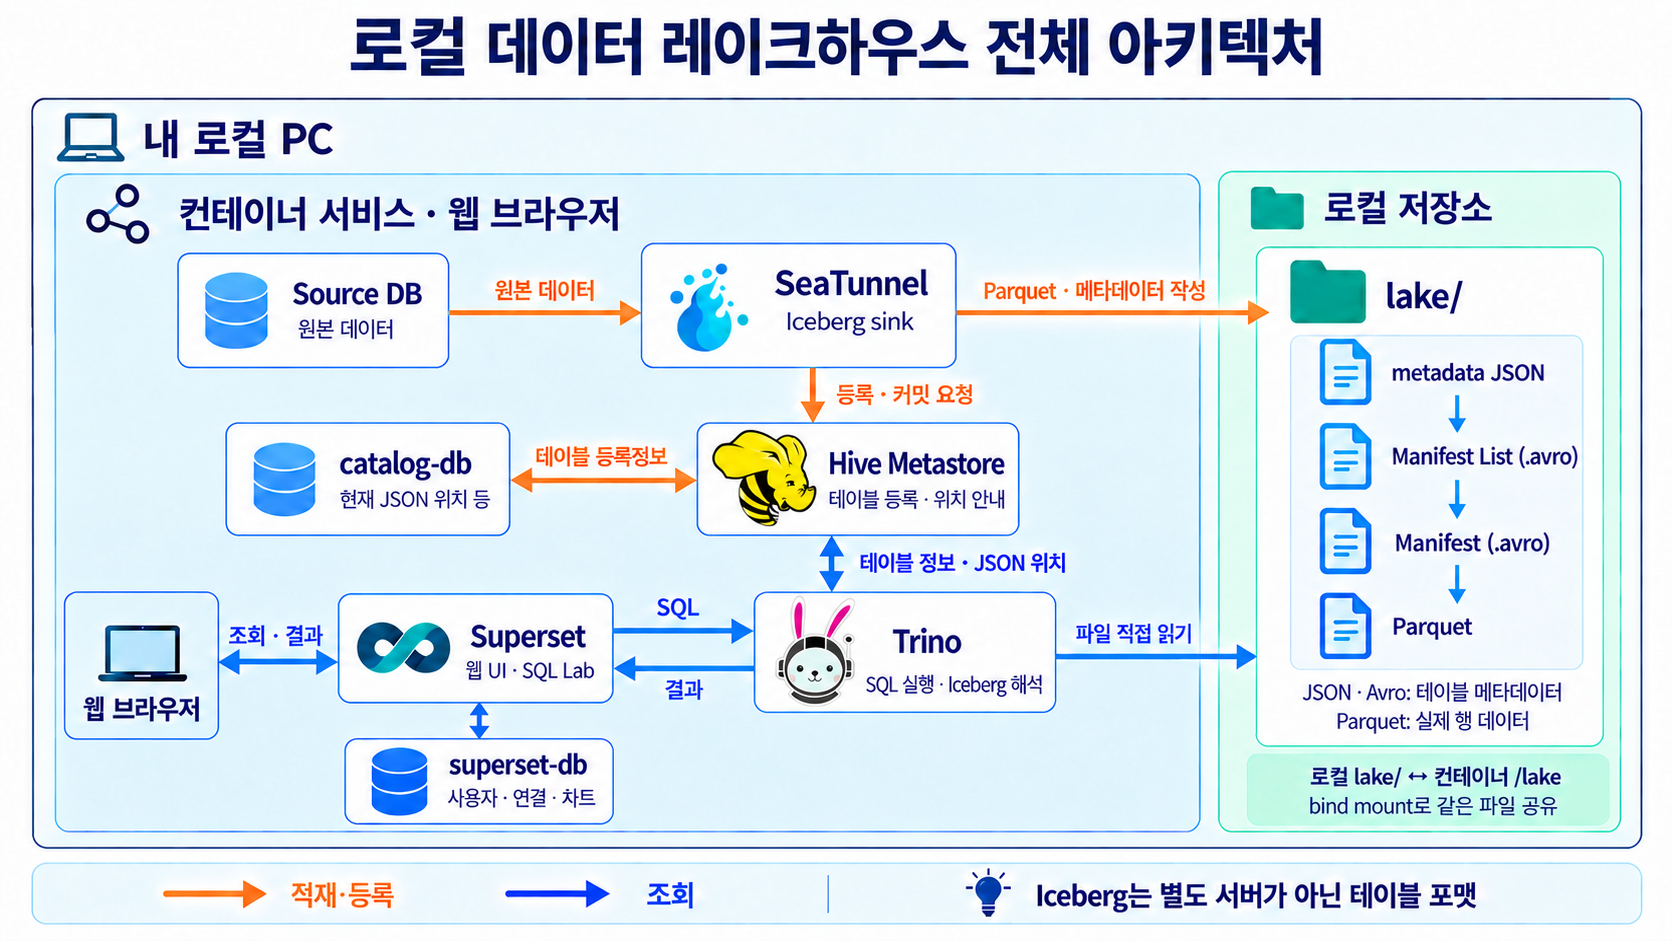 로컬 데이터 레이크하우스 전체 아키텍처
내 로컬 PC
컨테이너 서비스 · 웹 브라우저
Source DB
원본 데이터
원본 데이터
SeaTunnel
Iceberg sink
Parquet · 메타데이터 작성
등록 · 커밋 요청
catalog-db
현재 JSON 위치 등
테이블 등록정보
Hive Metastore
테이블 등록 · 위치 안내
테이블 정보 · JSON 위치
웹 브라우저
조회 · 결과
Superset
웹 UI · SQL Lab
SQL
결과
Trino
SQL 실행 · Iceberg 해석
파일 직접 읽기
superset-db
사용자 · 연결 · 차트
로컬 저장소
lake/
metadata JSON
Manifest List (.avro)
Manifest (.avro)
Parquet
JSON · Avro: 테이블 메타데이터
Parquet: 실제 행 데이터
로컬 lake/ ↔ 컨테이너 /lake
bind mount로 같은 파일 공유
적재·등록
조회
Iceberg는 별도 서버가 아닌 테이블 포맷